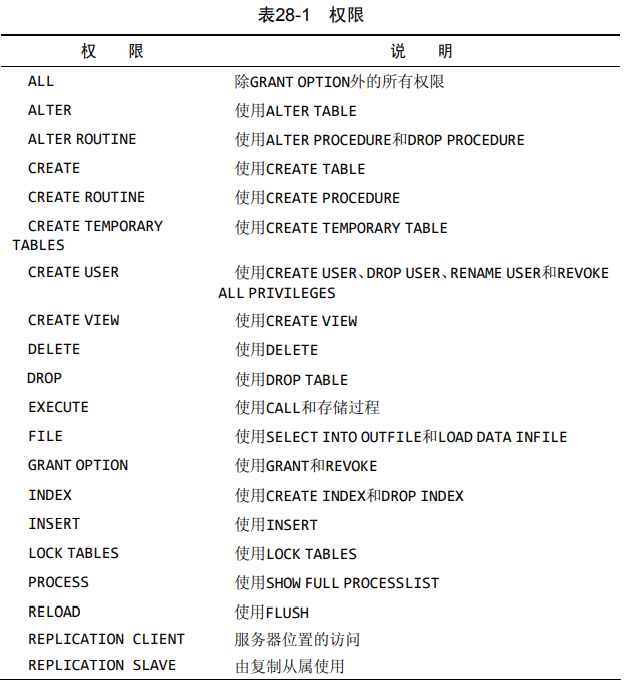 表28-1 权限
权 限 说 明
ALL 除GRANT OPTION外的所有权限
ALTER 使用ALTER TABLE
ALTER ROUTINE 使用ALTER PROCEDURE和DROP PROCEDURE
CREATE 使用CREATE TABLE
CREATE ROUTINE 使用CREATE PROCEDURE
CREATE TEMPORARY 使用CREATE TEMPORARY TABLE
TABLES
CREATE USER 使用CREATE USER、DROP USER、RENAME USER和REVOKE
ALL PRIVILEGES
CREATE VIEW 使用CREATE VIEW
DELETE 使用DELETE
DROP 使用DROP TABLE
EXECUTE 使用CALL和存储过程
FILE 使用SELECT INTO OUTFILE和LOAD DATA INFILE
GRANT OPTION 使用GRANT和REVOKE
INDEX 使用CREATE INDEX和DROP INDEX
INSERT 使用INSERT
LOCK TABLES 使用LOCK TABLES
PROCESS 使用SHOW FULL PROCESSLIST
RELOAD 使用FLUSH
REPLICATION CLIENT 服务器位置的访问
REPLICATION SLAVE 由复制从属使用